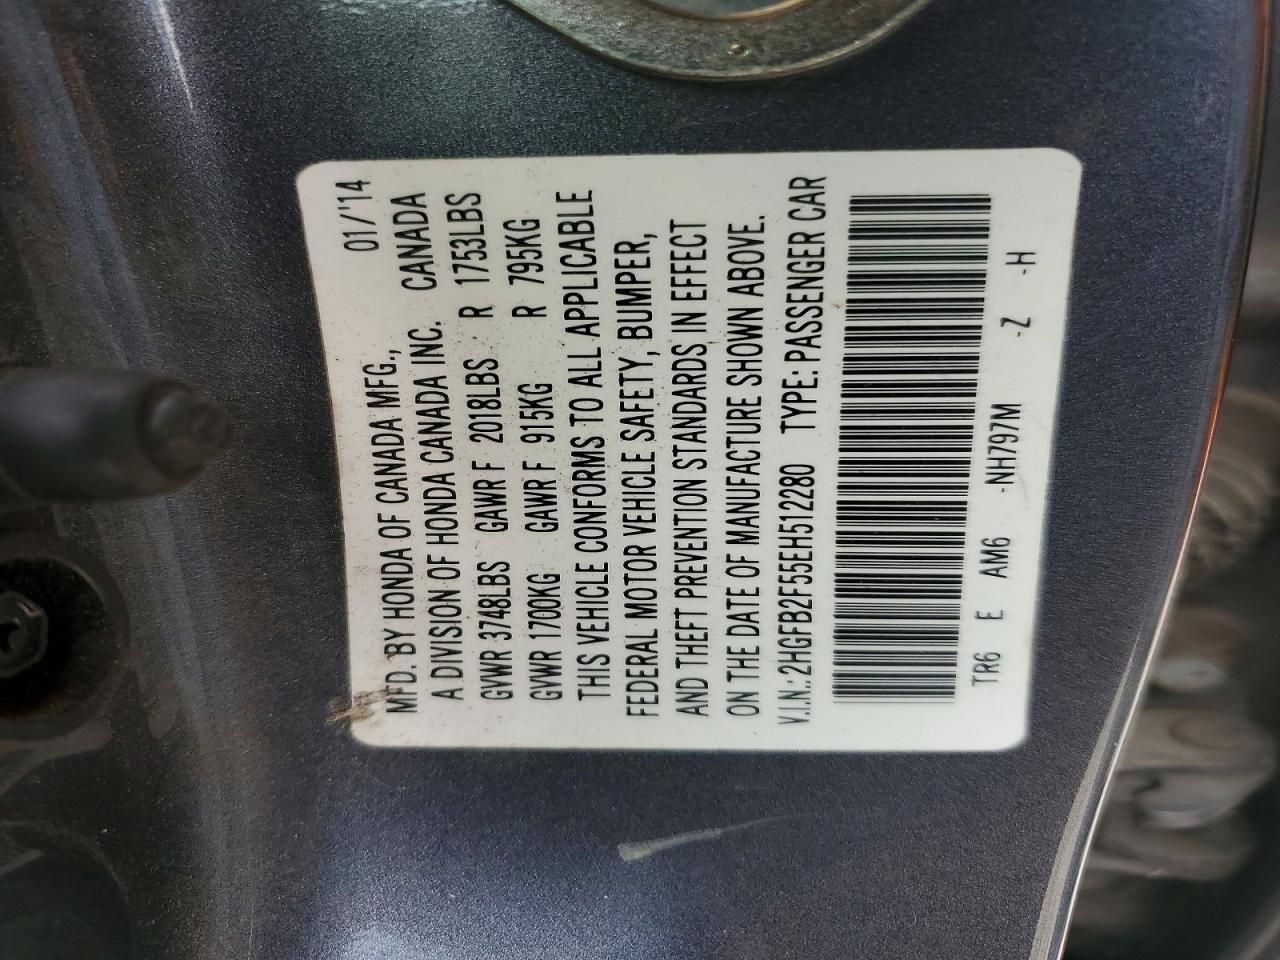 01/'14
MFD. BY HONDA OF CANADA MFG.,
A DIVISION OF HONDA CANADA INC. CANADA
GVWR 3748LBS GAWR F 2018LBS R 1753LBS
GVWR 1700KG GAWR F 915KG R 795KG
THIS VEHICLE CONFORMS TO ALL APPLICABLE
FEDERAL MOTOR VEHICLE SAFETY, BUMPER,
AND THEFT PREVENTION STANDARDS IN EFFECT
ON THE DATE OF MANUFACTURE SHOWN ABOVE.
V.I.N.: 2HGFB2F55EH512280 TYPE: PASSENGER CAR
TR6 E AM6 -NH797M -Z -H